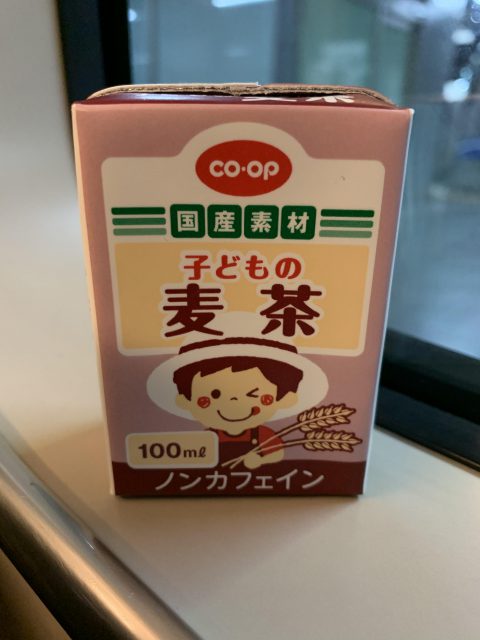 CO·OP
国産素材
子どもの
麦茶
100mℓ
ノンカフェイン